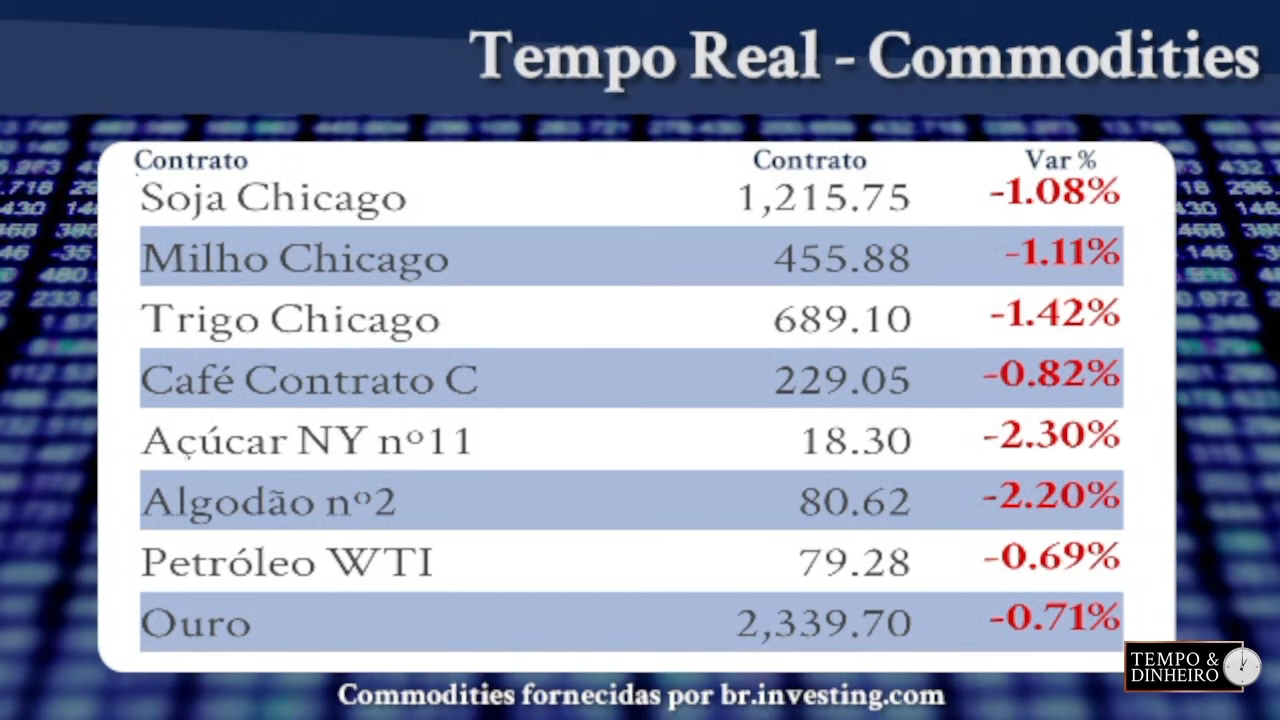 Tempo Real - Commodities
Contrato Contrato Var %
Soja Chicago 1,215.75 -1.08%
Milho Chicago 455.88 -1.11%
Trigo Chicago 689.10 -1.42%
Café Contrato C 229.05 -0.82%
Açúcar NY nº11 18.30 -2.30%
Algodão nº2 80.62 -2.20%
Petróleo WTI 79.28 -0.69%
Ouro 2,339.70 -0.71%
TEMPO &
DINHEIRO
Commodities fornecidas por br.investing.com